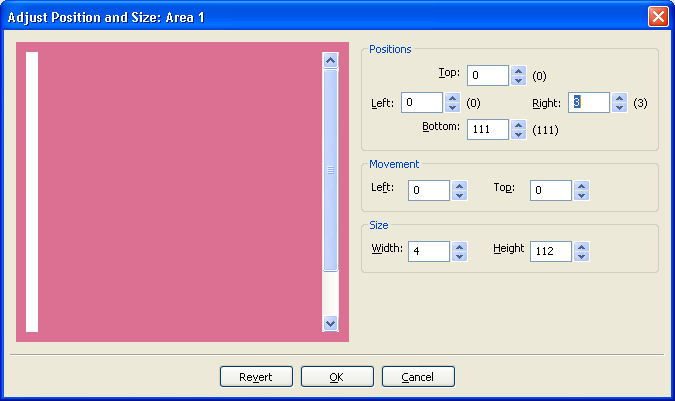 Adjust Position and Size: Area 1
Positions
Top: 0 (0)
Left: 0 (0) Right: 3 (3)
Bottom: 111 (111)
Movement
Left: 0 Top: 0
Size
Width: 4 Height 112
Revert OK Cancel